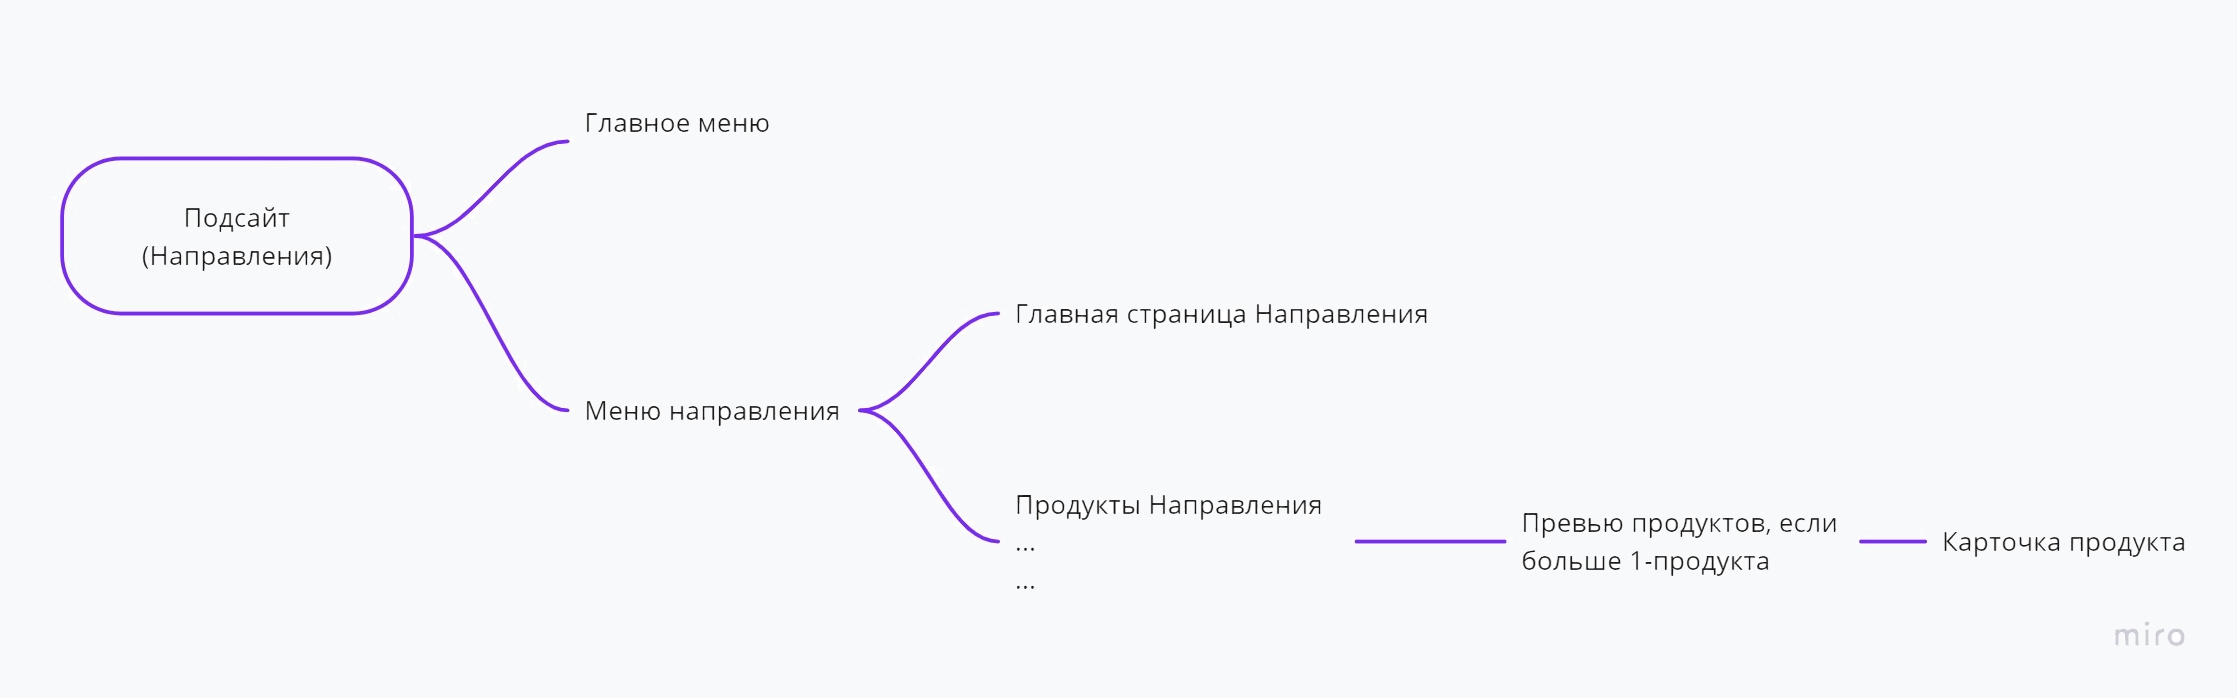 Главное меню
Подсайт
(Направления)
Главная страница Направления
Меню направления
Продукты Направления
...
...
Превью продуктов, если
больше 1-продукта
Карточка продукта
miro